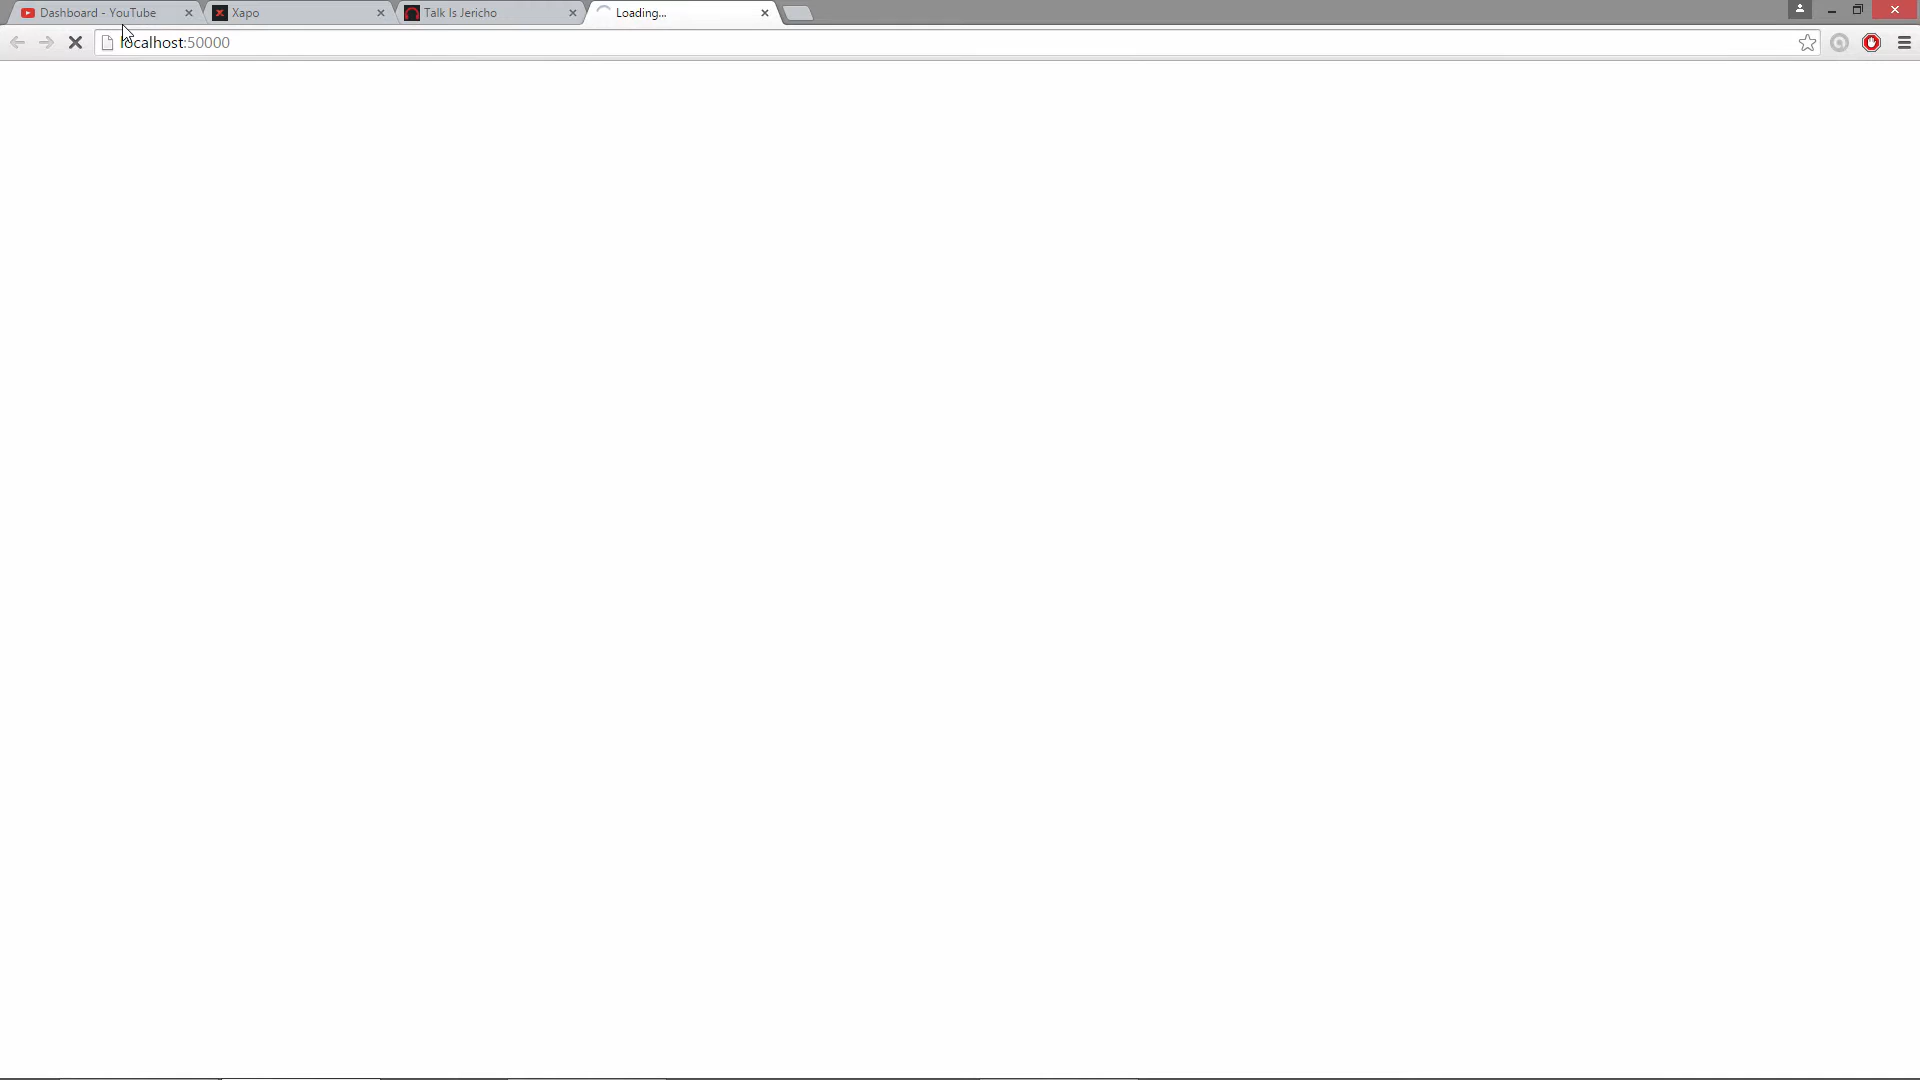 Dashboard - YouTube
Xapo
Talk Is Jericho
Loading...
localhost:50000